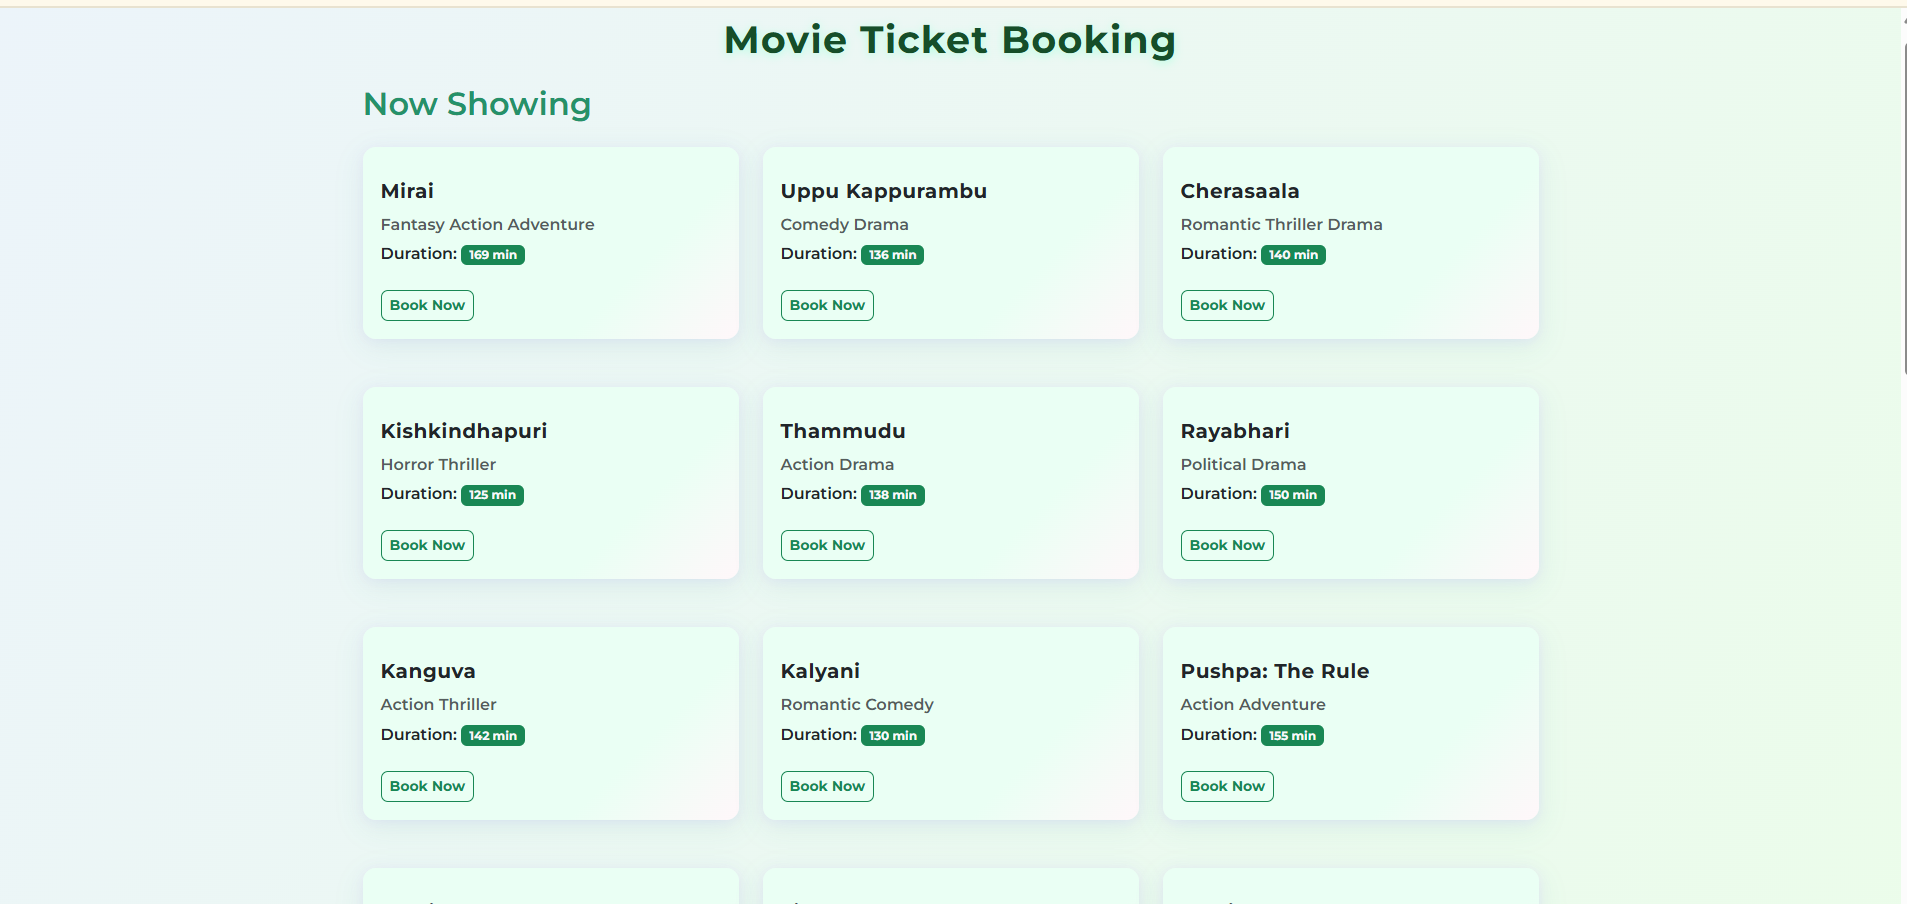 Movie Ticket Booking
Now Showing
Mirai
Fantasy Action Adventure
Duration: 169 min
Book Now
Uppu Kappurambu
Comedy Drama
Duration: 136 min
Book Now
Cherasaala
Romantic Thriller Drama
Duration: 140 min
Book Now
Kishkindhapuri
Horror Thriller
Duration: 125 min
Book Now
Thammudu
Action Drama
Duration: 138 min
Book Now
Rayabhari
Political Drama
Duration: 150 min
Book Now
Kanguva
Action Thriller
Duration: 142 min
Book Now
Kalyani
Romantic Comedy
Duration: 130 min
Book Now
Pushpa: The Rule
Action Adventure
Duration: 155 min
Book Now